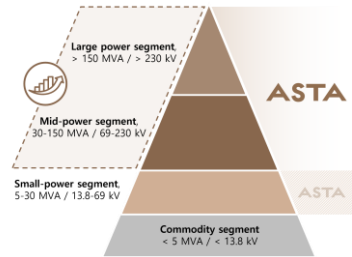 Large power segment,
> 150 MVA / > 230 kV
ASTA
Mid-power segment,
30-150 MVA / 69-230 kV
Small-power segment,
5-30 MVA / 13.8-69 kV
ASTA
Commodity segment
< 5 MVA / < 13.8 kV